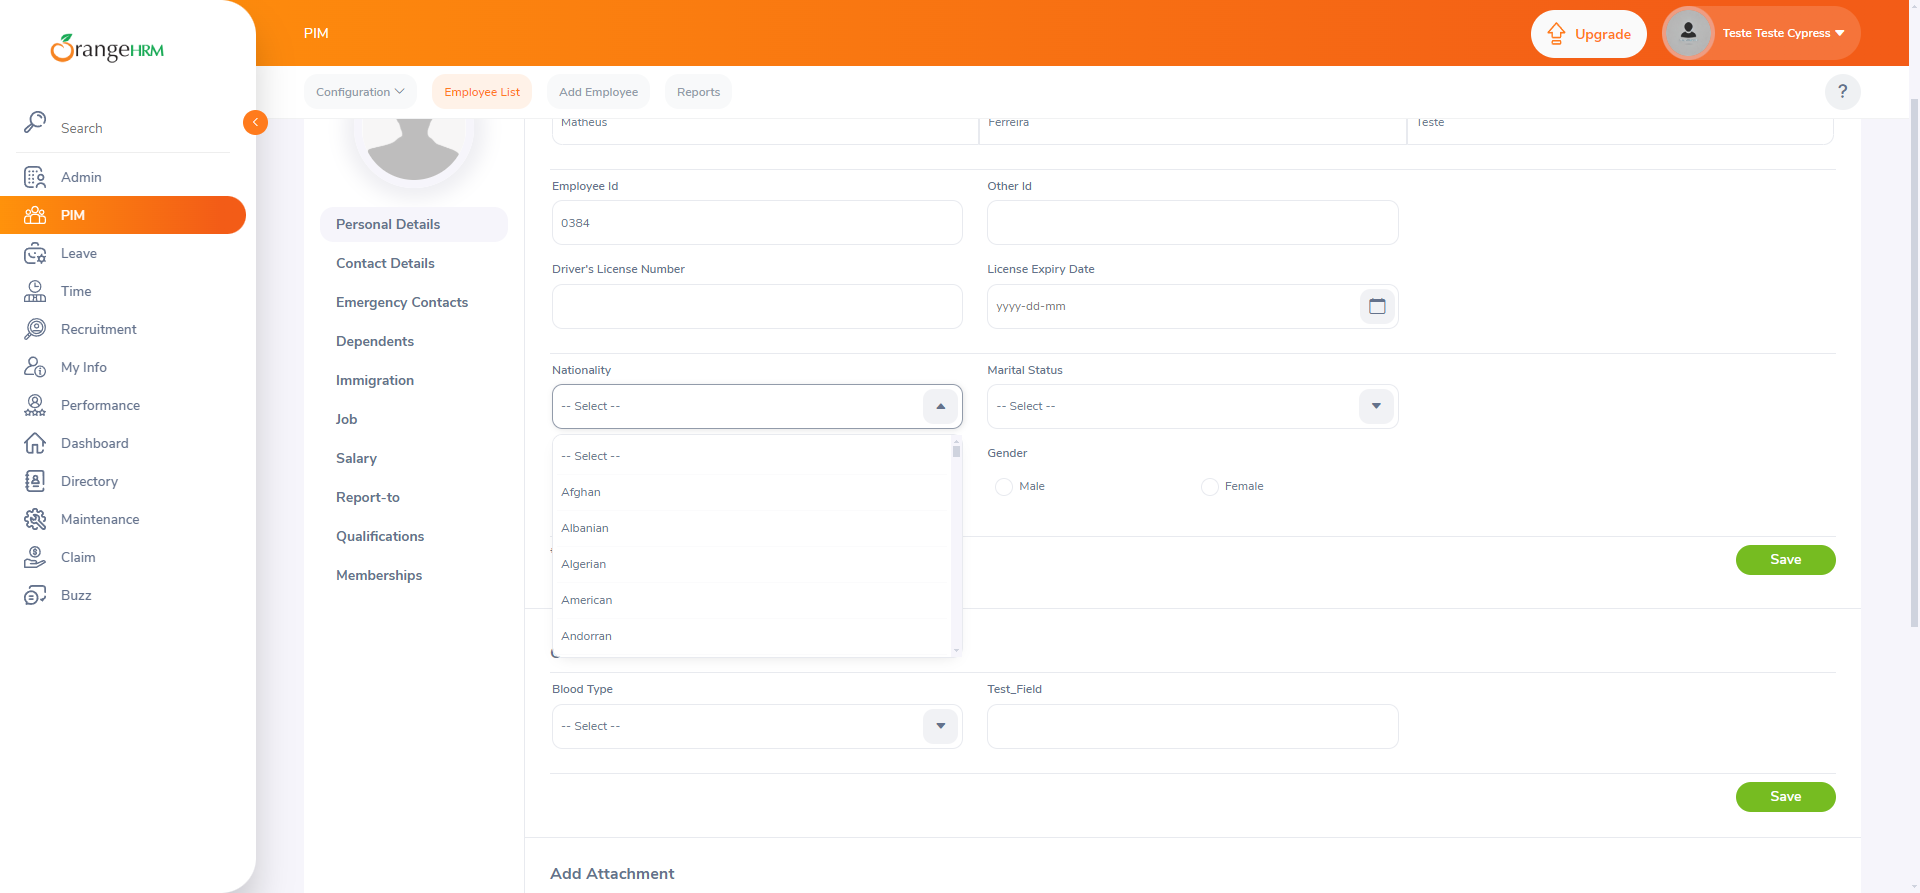 OrangeHRM
PIM
Upgrade
Teste Teste Cypress
Configuration
Employee List
Add Employee
Reports
?
Search
Admin
PIM
Leave
Time
Recruitment
My Info
Performance
Dashboard
Directory
Maintenance
Claim
Buzz
Personal Details
Contact Details
Emergency Contacts
Dependents
Immigration
Job
Salary
Report-to
Qualifications
Memberships
Matheus
Ferreira
Teste
Employee Id
Other Id
0384
Driver's License Number
License Expiry Date
yyyy-dd-mm
Nationality
Marital Status
-- Select --
-- Select --
-- Select --
Afghan
Albanian
Algerian
American
Andorran
Gender
Male
Female
Save
Blood Type
Test_Field
-- Select --
Save
Add Attachment